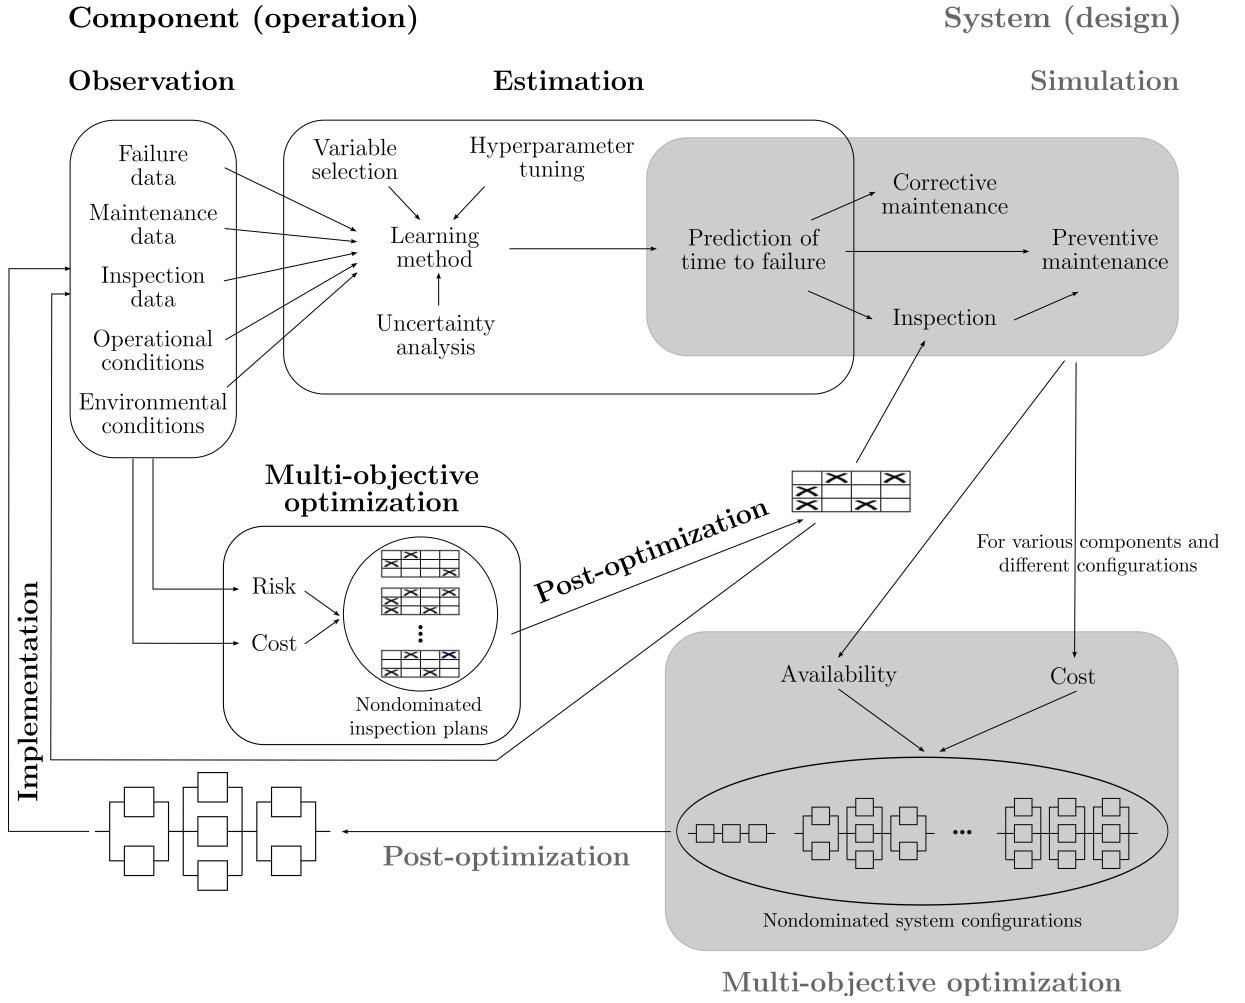 Component (operation)
System (design)
Observation
Estimation
Simulation
Failure
data
Maintenance
data
Inspection
data
Operational
conditions
Environmental
conditions
Variable
selection
Hyperparameter
tuning
Learning
method
Uncertainty
analysis
Prediction of
time to failure
Corrective
maintenance
Preventive
maintenance
Inspection
Multi-objective
optimization
Risk
Cost
Nondominated
inspection plans
Post-optimization
For various components and
different configurations
Implementation
Availability
Cost
Nondominated system configurations
Post-optimization
Multi-objective optimization